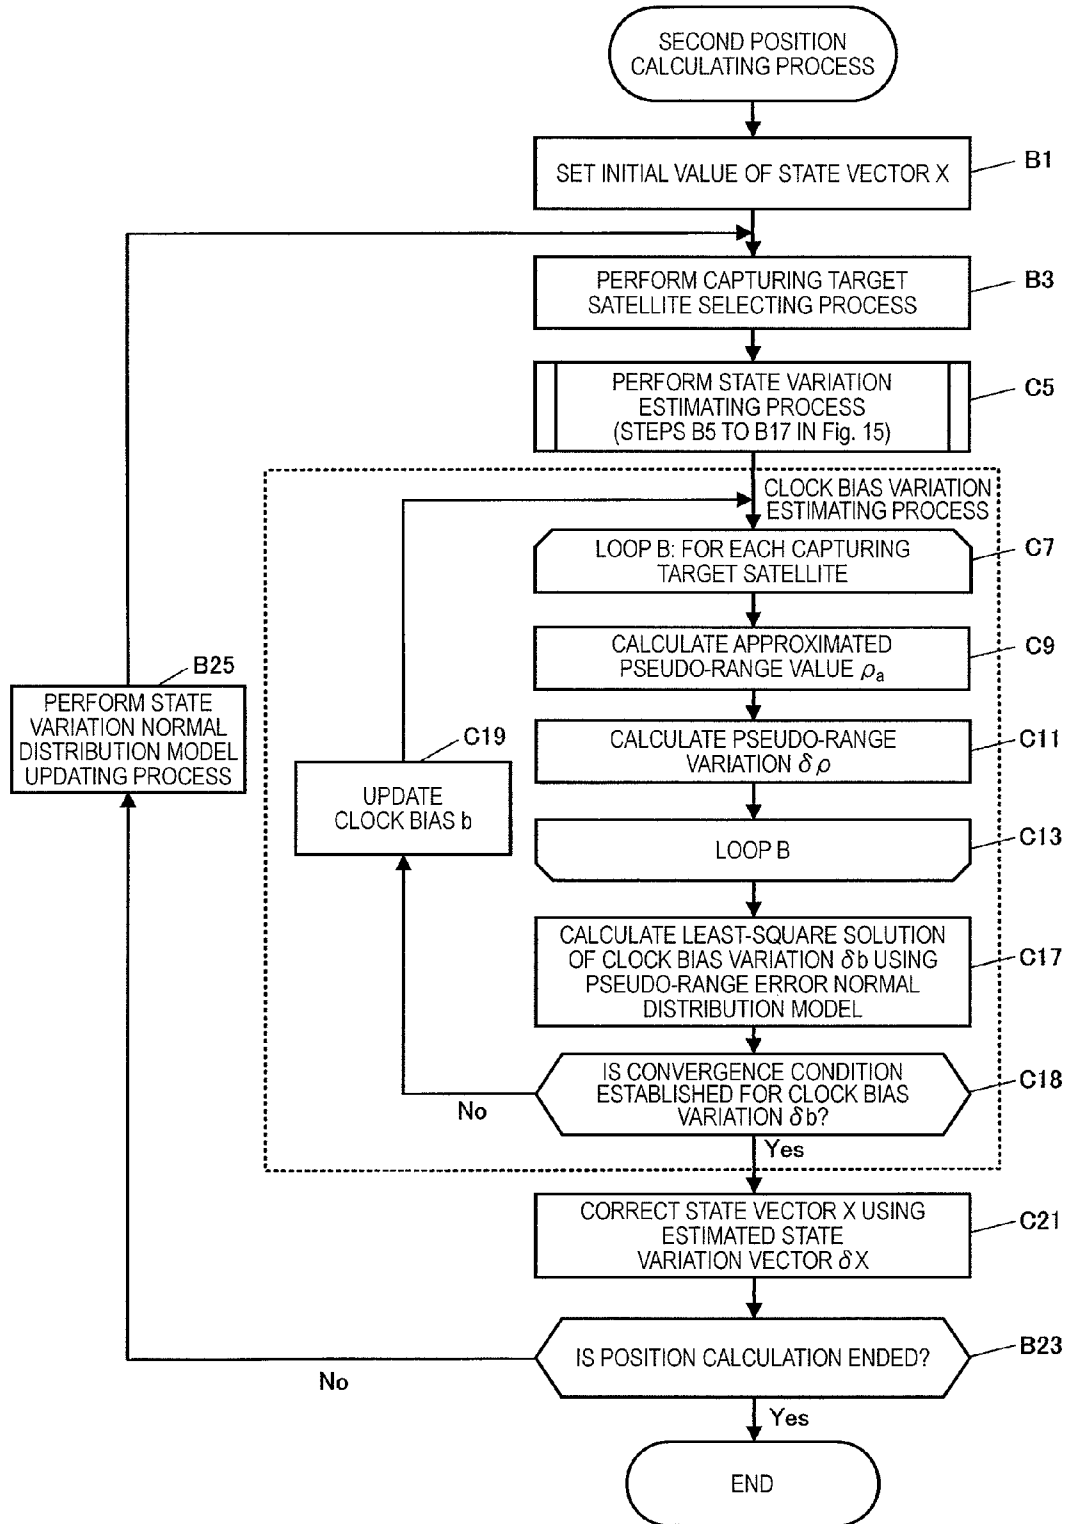 SECOND POSITION
CALCULATING PROCESS
SET INITIAL VALUE OF STATE VECTOR X
B1
PERFORM CAPTURING TARGET
SATELLITE SELECTING PROCESS
B3
PERFORM STATE VARIATION
ESTIMATING PROCESS
(STEPS B5 TO B17 IN Fig. 15)
C5
CLOCK BIAS VARIATION
ESTIMATING PROCESS
LOOP B: FOR EACH CAPTURING
TARGET SATELLITE
C7
CALCULATE APPROXIMATED
PSEUDO-RANGE VALUE ρa
C9
B25
PERFORM STATE
VARIATION NORMAL
DISTRIBUTION MODEL
UPDATING PROCESS
CALCULATE PSEUDO-RANGE
VARIATION δρ
C11
C19
UPDATE
CLOCK BIAS b
LOOP B
C13
CALCULATE LEAST-SQUARE SOLUTION
OF CLOCK BIAS VARIATION δb USING
PSEUDO-RANGE ERROR NORMAL
DISTRIBUTION MODEL
C17
IS CONVERGENCE CONDITION
ESTABLISHED FOR CLOCK BIAS
VARIATION δb?
C18
No
Yes
CORRECT STATE VECTOR X USING
ESTIMATED STATE
VARIATION VECTOR δX
C21
IS POSITION CALCULATION ENDED?
B23
No
Yes
END